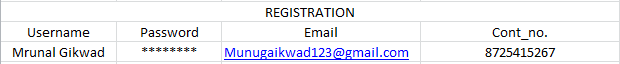 REGISTRATION
Username Password Email Cont_no.
Mrunal Gikwad ******** Munugaikwad123@gmail.com 8725415267